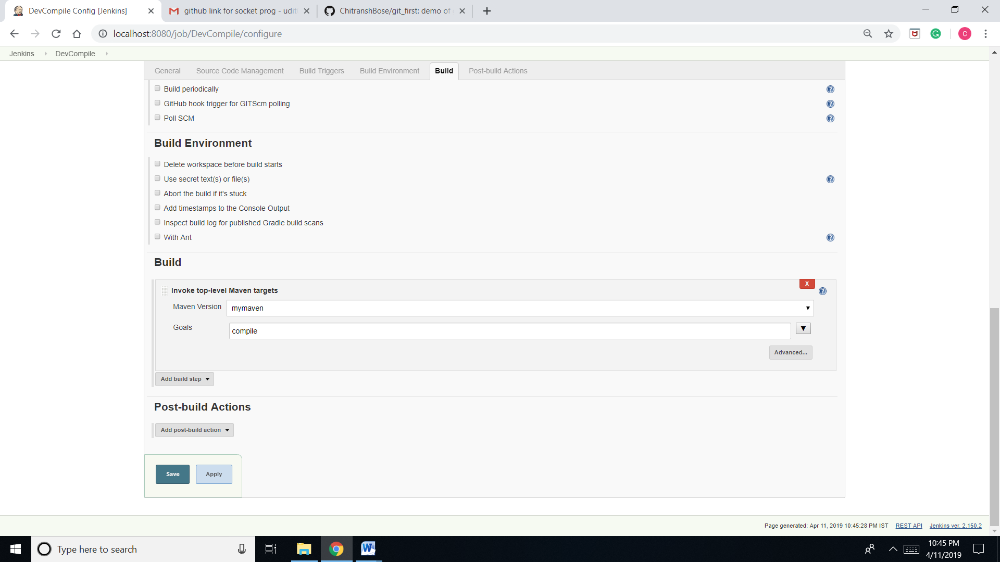 DevCompile Config [Jenkins]
github link for socket prog - udit
ChitranshBose/git_first: demo of
localhost:8080/job/DevCompile/configure
C
Jenkins
DevCompile
General
Source Code Management
Build Triggers
Build Environment
Build
Post-build Actions
Build periodically
GitHub hook trigger for GITScm polling
Poll SCM
Build Environment
Delete workspace before build starts
Use secret text(s) or file(s)
Abort the build if it's stuck
Add timestamps to the Console Output
Inspect build log for published Gradle build scans
With Ant
Build
X
Invoke top-level Maven targets
Maven Version
mymaven
Goals
compile
Advanced...
Add build step
Post-build Actions
Add post-build action
Save
Apply
Page generated: Apr 11, 2019 10:45:28 PM IST
REST API
Jenkins ver. 2.150.2
Type here to search
10:45 PM
4/11/2019